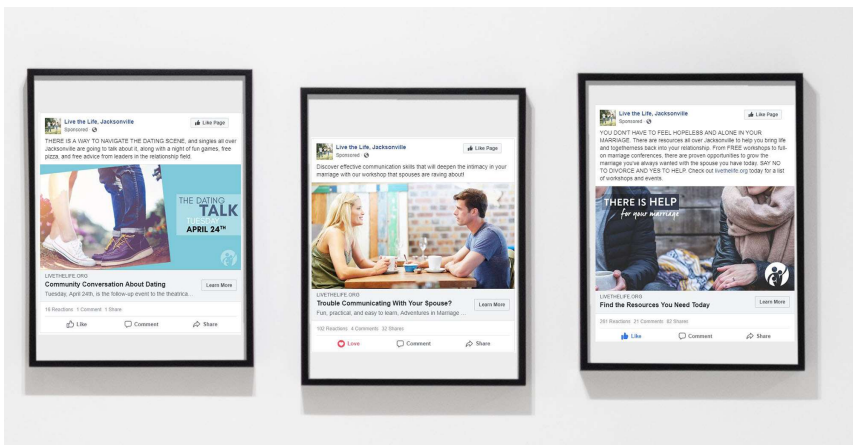 Live the Life, Jacksonville
Like Page
Sponsored
THERE IS A WAY TO NAVIGATE THE DATING SCENE, and singles all over
Jacksonville are going to talk about it, along with a night of fun games, free
pizza, and free advice from leaders in the relationship field.
THE DATING
TALK
TUESDAY
APRIL 24TH
LIVETHELIFE.ORG
Community Conversation About Dating
Learn More
Tuesday, April 24th, is the follow-up event to the theatrica...
16 Reactions 1 Comment 1 Share
Like
Comment
Share
Live the Life, Jacksonville
Like Page
Sponsored
Discover effective communication skills that will deepen the intimacy in your
marriage with our workshop that spouses are raving about!
LIVETHELIFE.ORG
Trouble Communicating With Your Spouse?
Learn More
Fun, practical, and easy to learn, Adventures in Marriage ...
102 Reactions 4 Comments 32 Shares
Love
Comment
Share
Live the Life, Jacksonville
Like Page
Sponsored
YOU DON'T HAVE TO FEEL HOPELESS AND ALONE IN YOUR
MARRIAGE. There are resources all over Jacksonville to help you bring life
and togetherness back into your relationship. From FREE workshops to full-
on marriage conferences, there are proven opportunities to grow the
marriage you've always wanted with the spouse you have today. SAY NO
TO DIVORCE AND YES TO HELP. Check out livethelife.org today for a list
of workshops and events.
THERE IS HELP
for your marriage
LIVETHELIFE.ORG
Find the Resources You Need Today
Learn More
201 Reactions 21 Comments 82 Shares
Like
Comment
Share